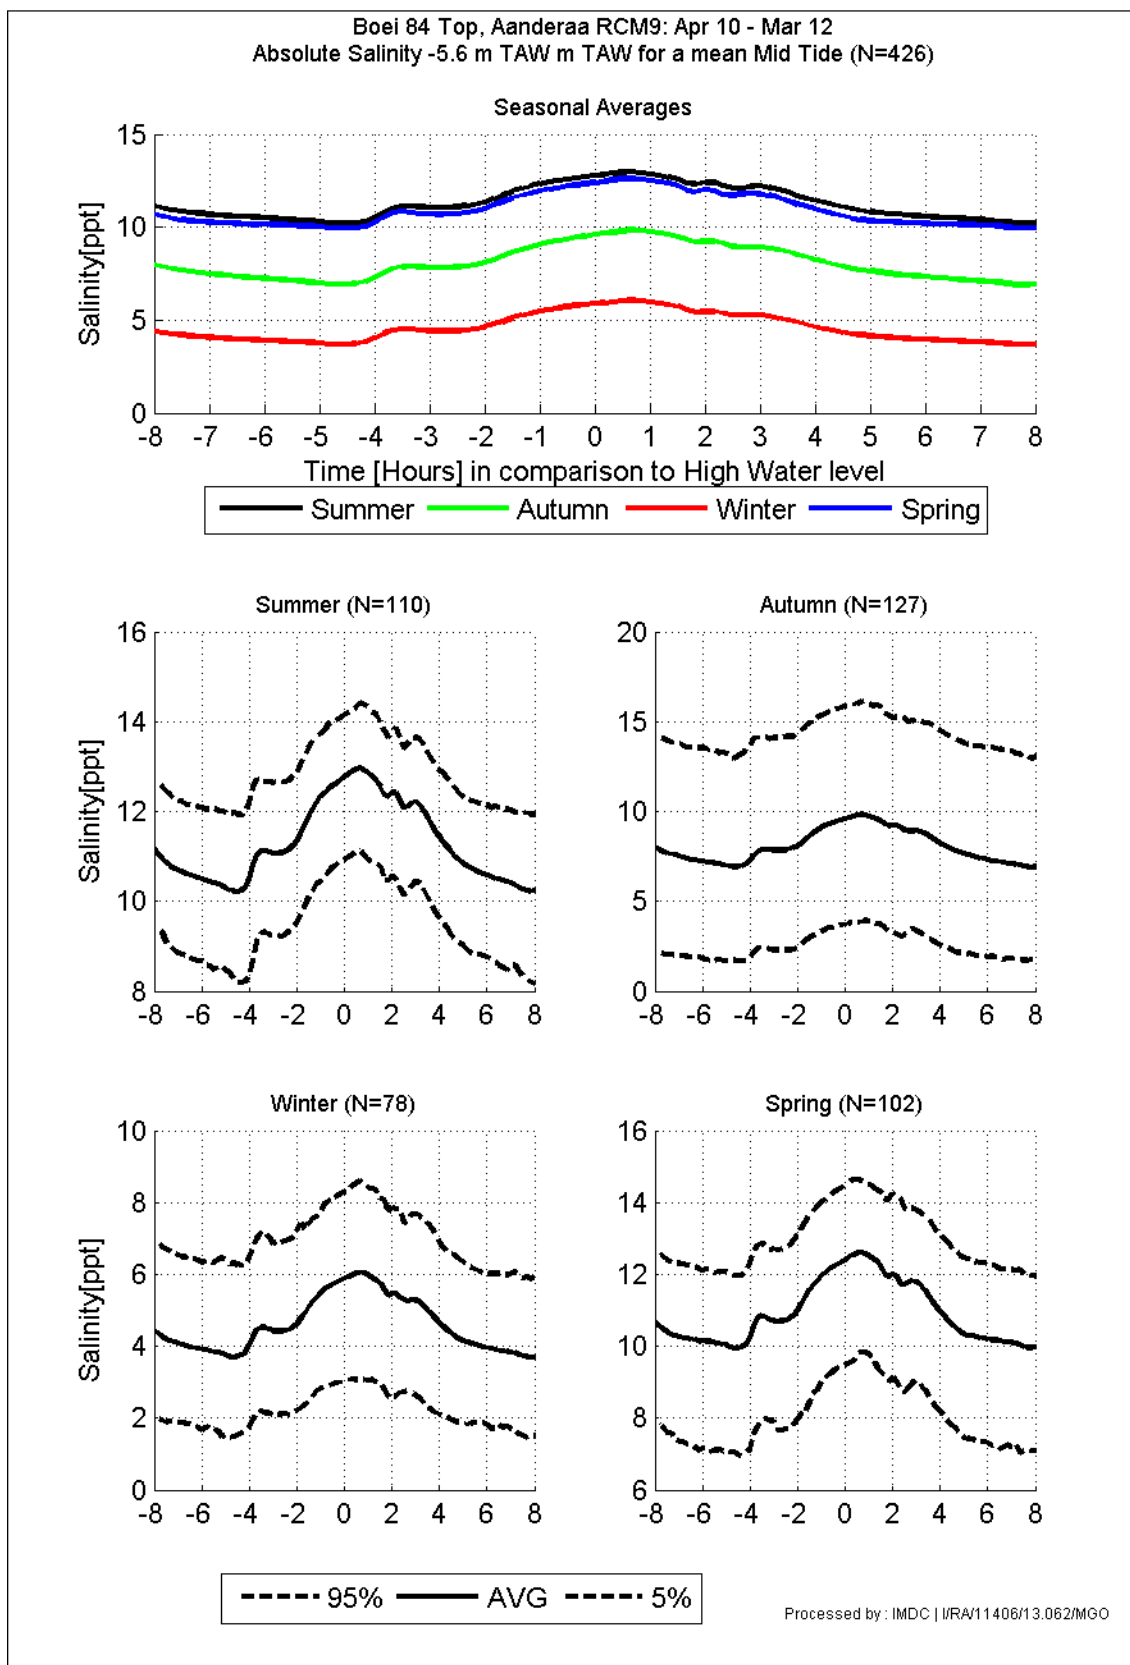 Boei 84 Top, Aanderaa RCM9: Apr 10 - Mar 12
Absolute Salinity -5.6 m TAW m TAW for a mean Mid Tide (N=426)
Seasonal Averages
15
10
5
0
Salinity[ppt]
-8 -7 -6 -5 -4 -3 -2 -1 0 1 2 3 4 5 6 7 8
Time [Hours] in comparison to High Water level
Summer Autumn Winter Spring
Summer (N=110)
16
14
12
10
8
Salinity[ppt]
-8 -6 -4 -2 0 2 4 6 8
Autumn (N=127)
20
15
10
5
0
-8 -6 -4 -2 0 2 4 6 8
Winter (N=78)
10
8
6
4
2
0
Salinity[ppt]
-8 -6 -4 -2 0 2 4 6 8
Spring (N=102)
16
14
12
10
8
6
-8 -6 -4 -2 0 2 4 6 8
95% AVG 5%
Processed by : IMDC | I/RA/11406/13.062/MGO